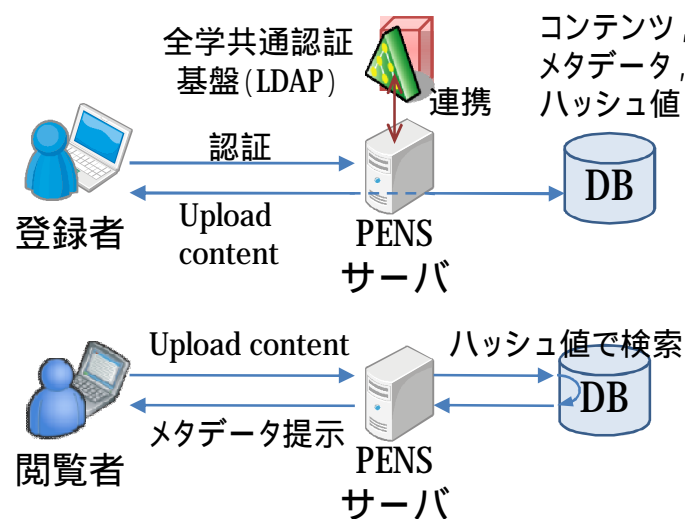 全学共通認証
基盤(LDAP)
連携
コンテンツ,
メタデータ,
ハッシュ値
認証
Upload
content
登録者
PENS
サーバ
DB
Upload content
ハッシュ値で検索
メタデータ提示
閲覧者
PENS
サーバ
DB